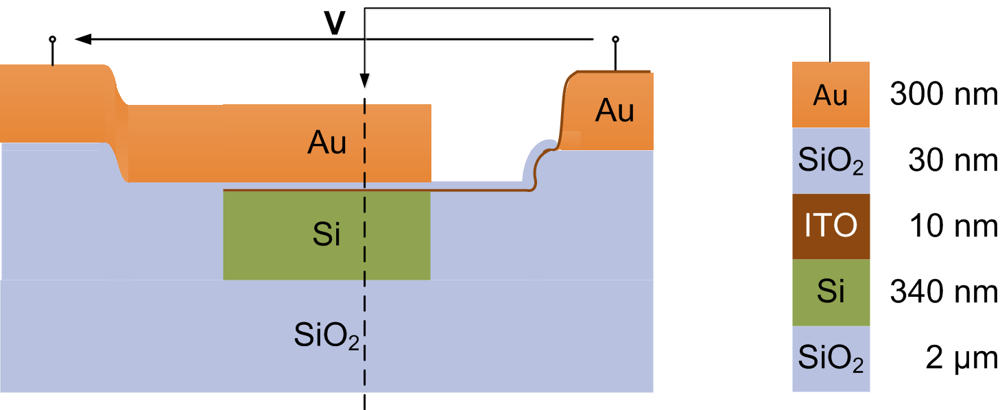 V
Au
Au
Si
SiO₂
Au 300 nm
SiO₂ 30 nm
ITO 10 nm
Si 340 nm
SiO₂ 2 µm